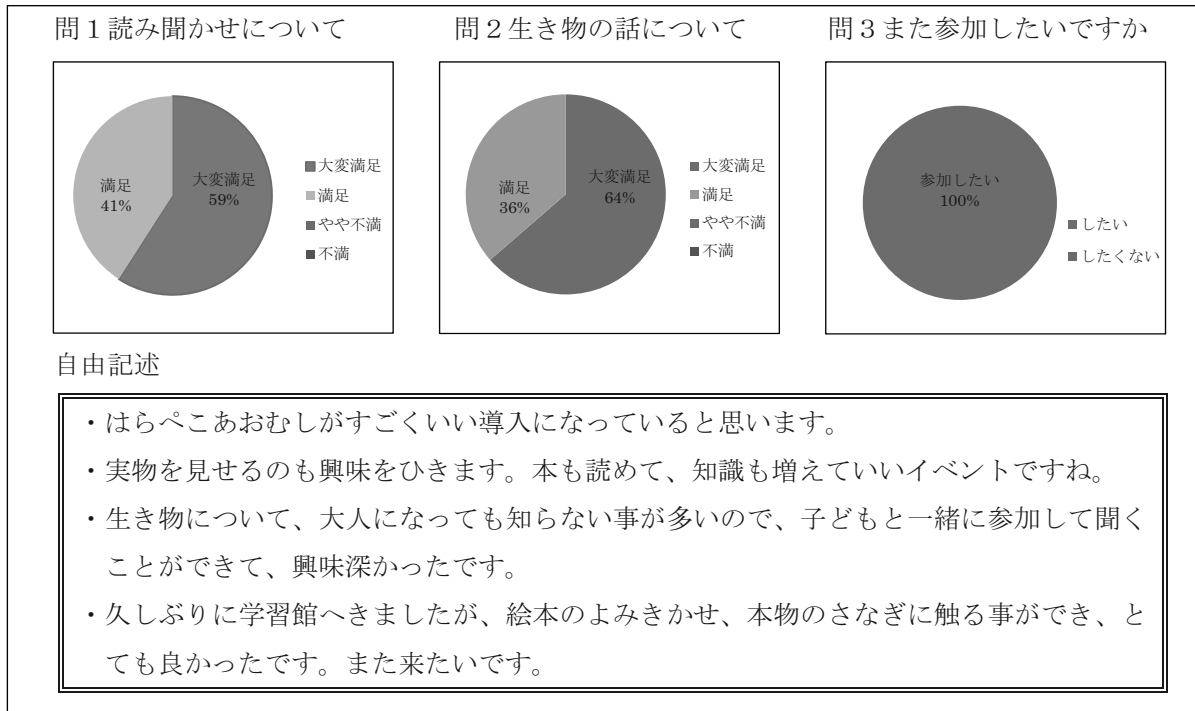 問1読み聞かせについて
問2生き物の話について
問3また参加したいですか
満足
41%
大変満足
59%
■大変満足
■満足
■やや不満
■不満
満足
36%
大変満足
64%
■大変満足
■満足
■やや不満
■不満
参加したい
100%
■したい
■したくない
自由記述
・はらぺこあおむしがすごくいい導入になっていると思います。
・実物を見せるのも興味をひきます。本も読めて、知識も増えていいイベントですね。
・生き物について、大人になっても知らない事が多いので、子どもと一緒に参加して聞く
ことができて、興味深かったです。
・久しぶりに学習館へきましたが、絵本のよみきかせ、本物のさなぎに触る事ができ、と
ても良かったです。また来たいです。